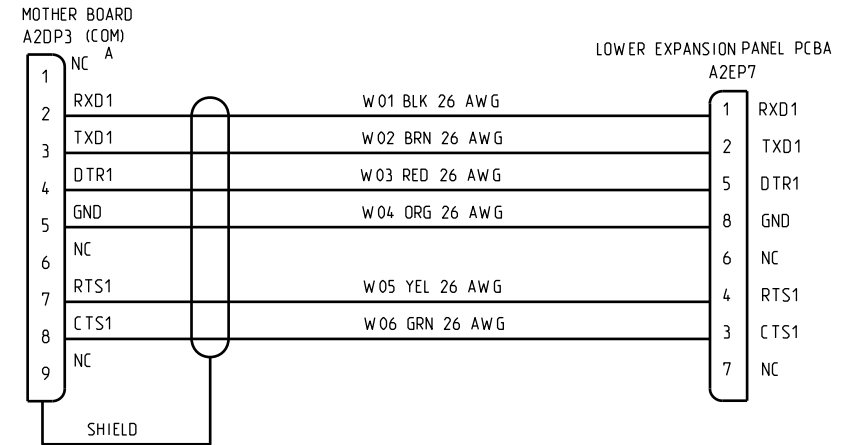 MOTHER BOARD
A2DP3 (COM)
A
LOWER EXPANSION PANEL PCBA
A2EP7
1 NC
2 RXD1 W01 BLK 26 AWG 1 RXD1
3 TXD1 W02 BRN 26 AWG 2 TXD1
4 DTR1 W03 RED 26 AWG 5 DTR1
5 GND W04 ORG 26 AWG 8 GND
6 NC 6 NC
7 RTS1 W05 YEL 26 AWG 4 RTS1
8 CTS1 W06 GRN 26 AWG 3 CTS1
9 NC 7 NC
SHIELD